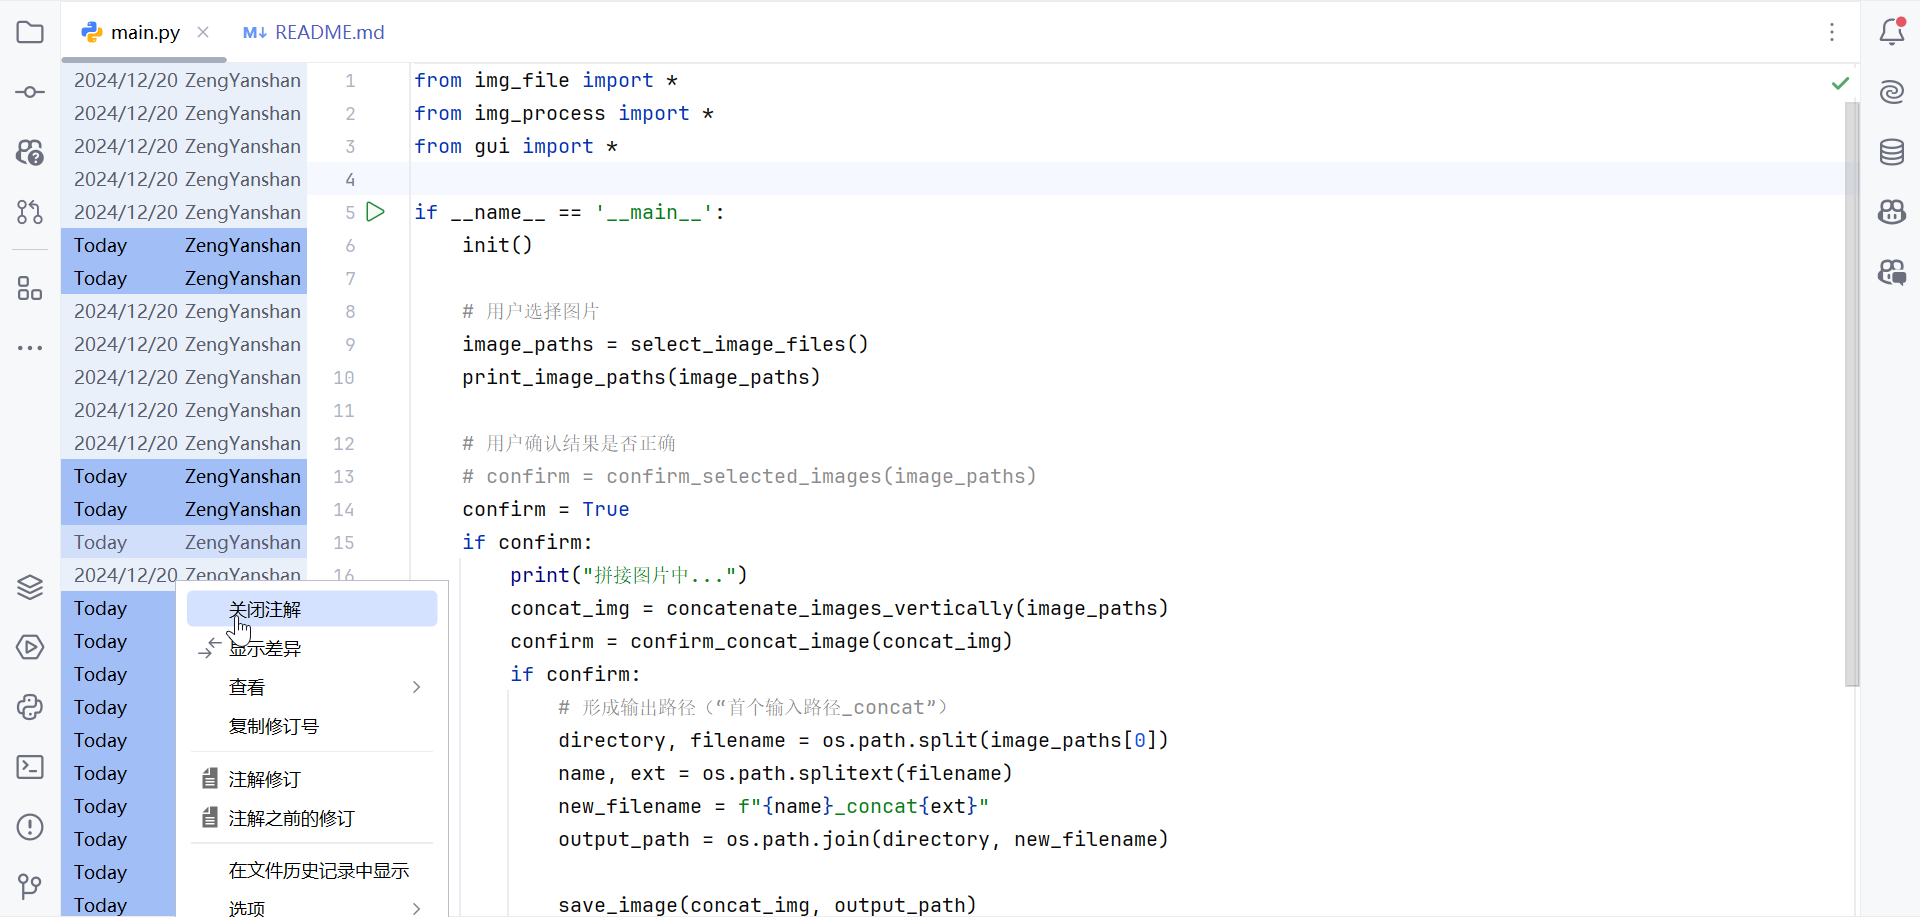 main.py
README.md
2024/12/20 ZengYanshan 1 from img_file import *
2024/12/20 ZengYanshan 2 from img_process import *
2024/12/20 ZengYanshan 3 from gui import *
2024/12/20 ZengYanshan 4
2024/12/20 ZengYanshan 5 if __name__ == '__main__':
Today ZengYanshan 6 init()
Today ZengYanshan 7
2024/12/20 ZengYanshan 8 # 用户选择图片
2024/12/20 ZengYanshan 9 image_paths = select_image_files()
2024/12/20 ZengYanshan 10 print_image_paths(image_paths)
2024/12/20 ZengYanshan 11
2024/12/20 ZengYanshan 12 # 用户确认结果是否正确
Today ZengYanshan 13 # confirm = confirm_selected_images(image_paths)
Today ZengYanshan 14 confirm = True
Today ZengYanshan 15 if confirm:
2024/12/20 ZengYanshan 16 print("拼接图片中...")
Today concat_img = concatenate_images_vertically(image_paths)
Today confirm = confirm_concat_image(concat_img)
Today if confirm:
Today # 形成输出路径（“首个输入路径_concat”）
Today directory, filename = os.path.split(image_paths[0])
Today name, ext = os.path.splitext(filename)
Today new_filename = f"{name}_concat{ext}"
Today output_path = os.path.join(directory, new_filename)
Today
Today save_image(concat_img, output_path)
关闭注解
显示差异
查看
复制修订号
注解修订
注解之前的修订
在文件历史记录中显示
选项